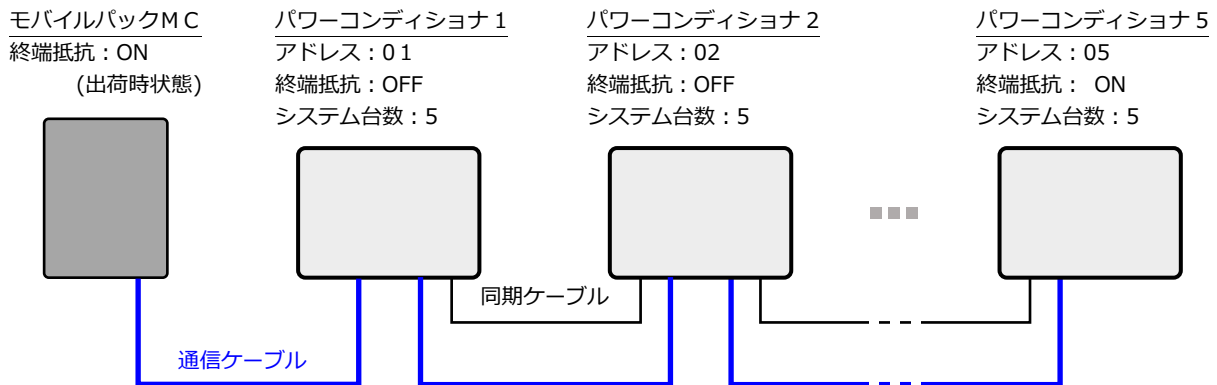 モバイルパックＭＣ
終端抵抗：ON
(出荷時状態)
パワーコンディショナ１
アドレス：0１
終端抵抗：OFF
システム台数：5
パワーコンディショナ 2
アドレス：02
終端抵抗：OFF
システム台数：5
パワーコンディショナ 5
アドレス：05
終端抵抗： ON
システム台数：5
同期ケーブル
通信ケーブル